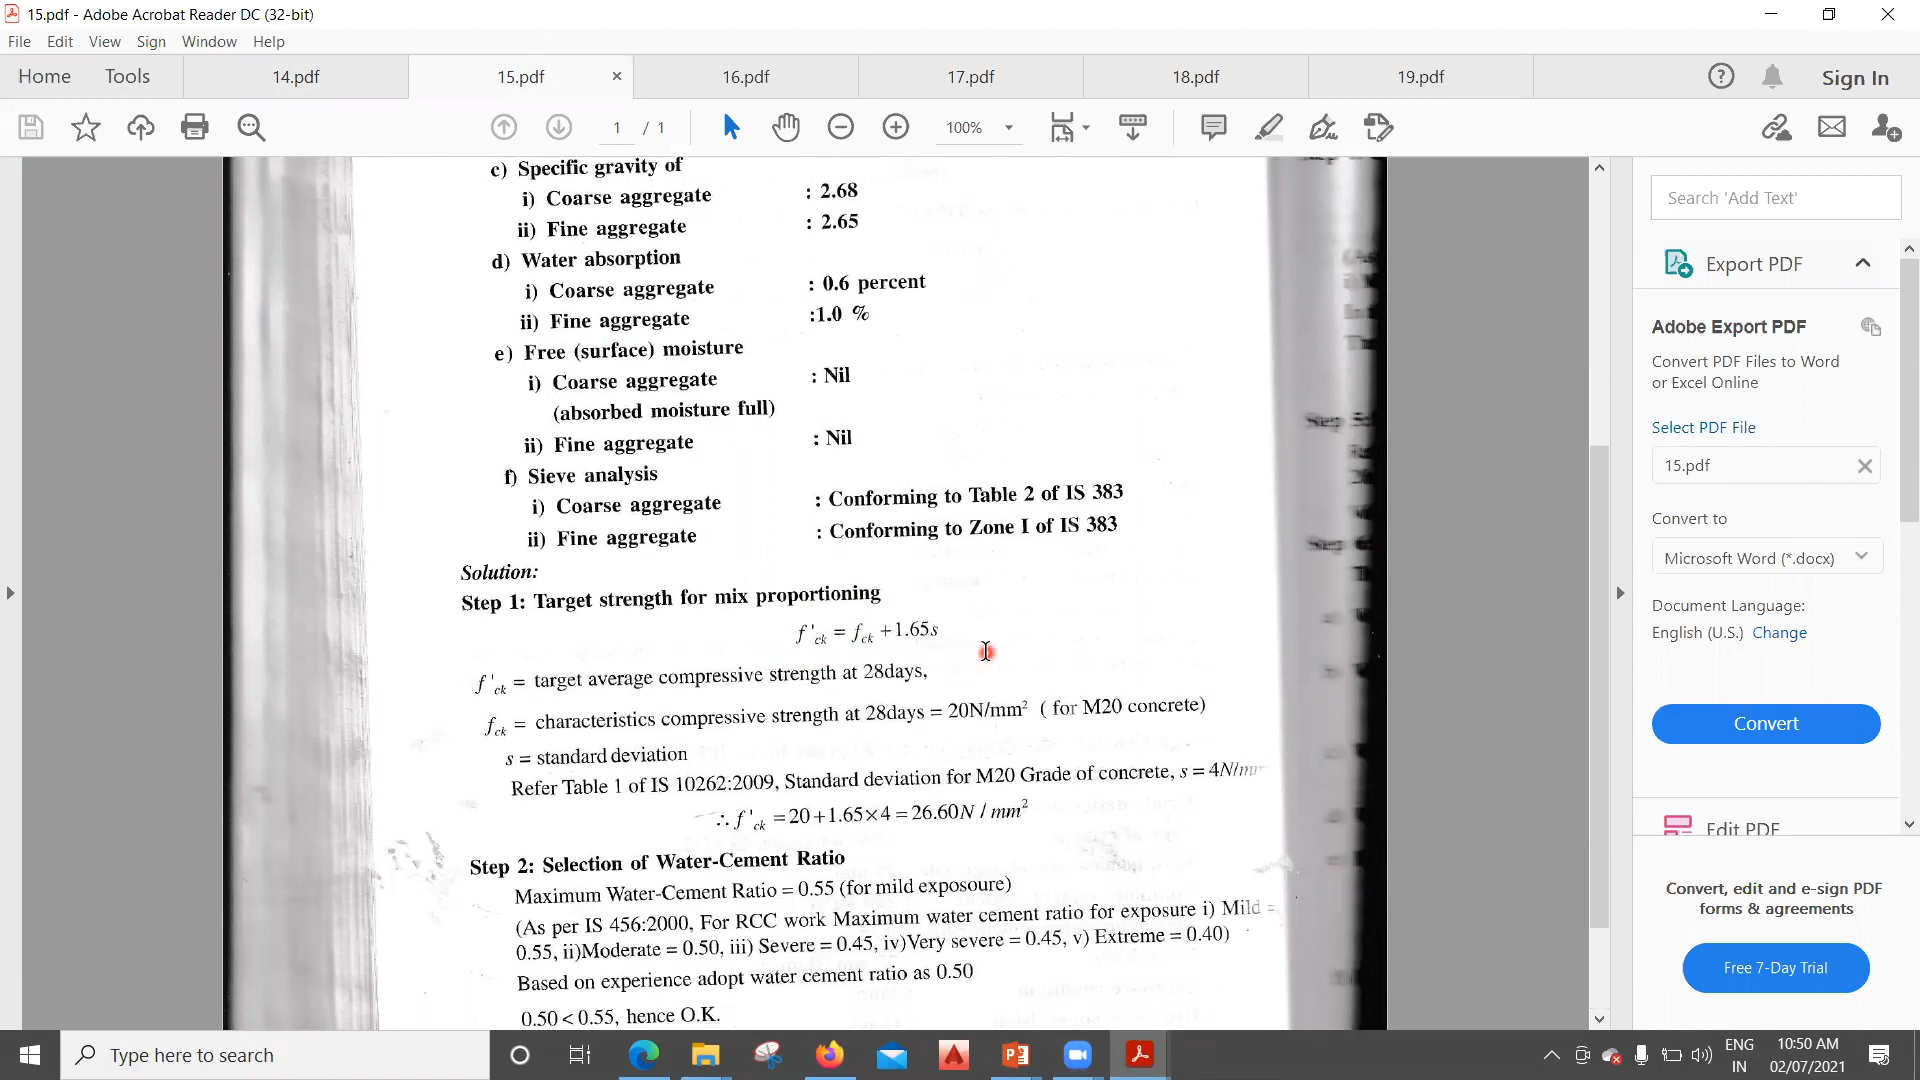 15.pdf - Adobe Acrobat Reader DC (32-bit)
File Edit View Sign Window Help
Home Tools 14.pdf 15.pdf 16.pdf 17.pdf 18.pdf 19.pdf Sign In
1 / 1 100%
c) Specific gravity of
i) Coarse aggregate : 2.68
ii) Fine aggregate : 2.65
d) Water absorption
i) Coarse aggregate : 0.6 percent
ii) Fine aggregate :1.0 %
e) Free (surface) moisture
i) Coarse aggregate : Nil
(absorbed moisture full)
ii) Fine aggregate : Nil
f) Sieve analysis
i) Coarse aggregate : Conforming to Table 2 of IS 383
ii) Fine aggregate : Conforming to Zone I of IS 383
Solution:
Step 1: Target strength for mix proportioning
f'ck = fck +1.65s
f'ck = target average compressive strength at 28days,
fck = characteristics compressive strength at 28days = 20N/mm² ( for M20 concrete)
s = standard deviation
Refer Table 1 of IS 10262:2009, Standard deviation for M20 Grade of concrete, s = 4N/mm
∴ f'ck = 20+1.65×4 = 26.60N / mm²
Step 2: Selection of Water-Cement Ratio
Maximum Water-Cement Ratio = 0.55 (for mild exposoure)
(As per IS 456:2000, For RCC work Maximum water cement ratio for exposure i) Mild =
0.55, ii)Moderate = 0.50, iii) Severe = 0.45, iv)Very severe = 0.45, v) Extreme = 0.40)
Based on experience adopt water cement ratio as 0.50
0.50 < 0.55, hence O.K.
Search 'Add Text'
Export PDF
Adobe Export PDF
Convert PDF Files to Word
or Excel Online
Select PDF File
15.pdf
Convert to
Microsoft Word (*.docx)
Document Language:
English (U.S.) Change
Convert
Edit PDF
Convert, edit and e-sign PDF
forms & agreements
Free 7-Day Trial
Type here to search
ENG
IN
10:50 AM
02/07/2021